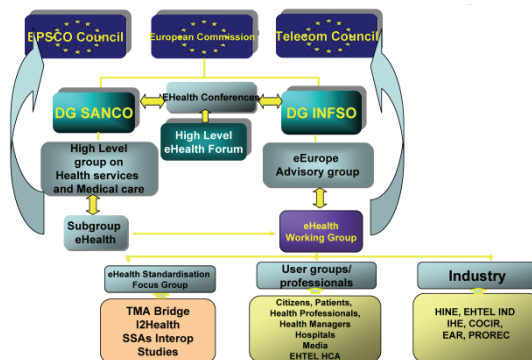 EPSCO Council
European Commission
Telecom Council
DG SANCO
EHealth Conferences
DG INFSO
High Level
eHealth Forum
High Level
group on
Health services
and Medical care
eEurope
Advisory group
Subgroup
eHealth
eHealth
Working Group
eHealth Standardisation
Focus Group
User groups/
professionals
Industry
TMA Bridge
I2Health
SSAs Interop
Studies
Citizens, Patients,
Health Professionals,
Health Managers
Hospitals
Media
EHTEL HCA
HINE, EHTEL IND
IHE, COCIR,
EAR, PROREC